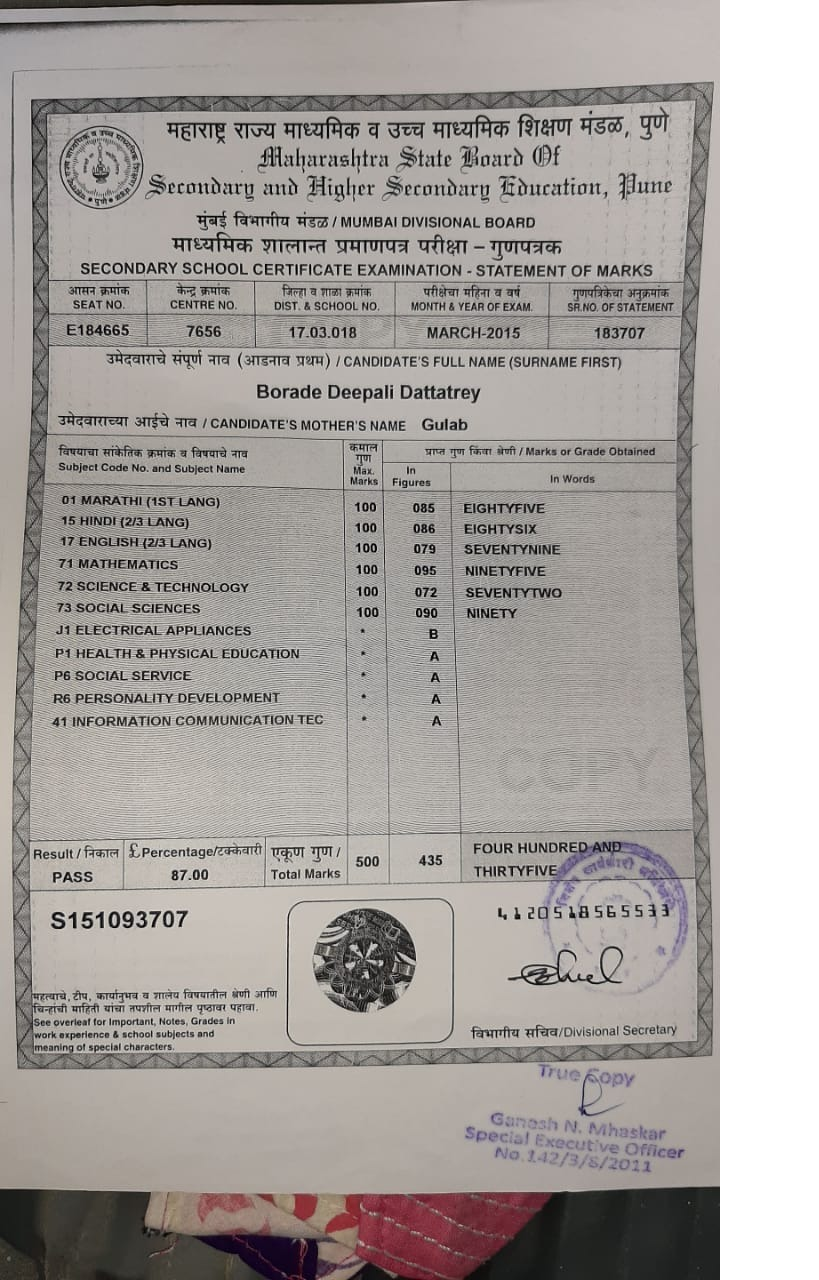 महाराष्ट्र राज्य माध्यमिक व उच्च माध्यमिक शिक्षण मंडळ, पुणे
Maharashtra State Board Of
Secondary and Higher Secondary Education, Pune
मुंबई विभागीय मंडळ / MUMBAI DIVISIONAL BOARD
माध्यमिक शालान्त प्रमाणपत्र परीक्षा – गुणपत्रक
SECONDARY SCHOOL CERTIFICATE EXAMINATION - STATEMENT OF MARKS
आसन क्रमांक केन्द्र क्रमांक जिल्हा व शाळा क्रमांक परीक्षेचा महिना व वर्ष गुणपत्रिकेचा अनुक्रमांक
SEAT NO. CENTRE NO. DIST. & SCHOOL NO. MONTH & YEAR OF EXAM. SR.NO. OF STATEMENT
E184665 7656 17.03.018 MARCH-2015 183707
उमेदवाराचे संपूर्ण नाव (आडनाव प्रथम) / CANDIDATE'S FULL NAME (SURNAME FIRST)
Borade Deepali Dattatrey
उमेदवाराच्या आईचे नाव / CANDIDATE'S MOTHER'S NAME Gulab
विषयाचा सांकेतिक क्रमांक व विषयाचे नाव
Subject Code No. and Subject Name
कमाल
गुण
Max.
Marks
प्राप्त गुण किंवा श्रेणी / Marks or Grade Obtained
In
Figures
In Words
01 MARATHI (1ST LANG) 100 085 EIGHTYFIVE
15 HINDI (2/3 LANG) 100 086 EIGHTYSIX
17 ENGLISH (2/3 LANG) 100 079 SEVENTYNINE
71 MATHEMATICS 100 095 NINETYFIVE
72 SCIENCE & TECHNOLOGY 100 072 SEVENTYTWO
73 SOCIAL SCIENCES 100 090 NINETY
J1 ELECTRICAL APPLIANCES * B
P1 HEALTH & PHYSICAL EDUCATION * A
P6 SOCIAL SERVICE * A
R6 PERSONALITY DEVELOPMENT * A
41 INFORMATION COMMUNICATION TEC * A
COPY
Result / निकाल £Percentage/टक्केवारी एकूण गुण / 500 435 FOUR HUNDRED AND
PASS 87.00 Total Marks THIRTYFIVE
S151093707
4120518565533
महत्वाचे, टीप, कार्यानुभव व शालेय विषयातील श्रेणी आणि
चिन्हांची माहिती यांचा तपशील मागील पृष्ठावर पहावा.
See overleaf for Important, Notes, Grades in
work experience & school subjects and
meaning of special characters.
विभागीय सचिव/Divisional Secretary
True Copy
Ganesh N. Mhaskar
Special Executive Officer
No.142/3/8/2011